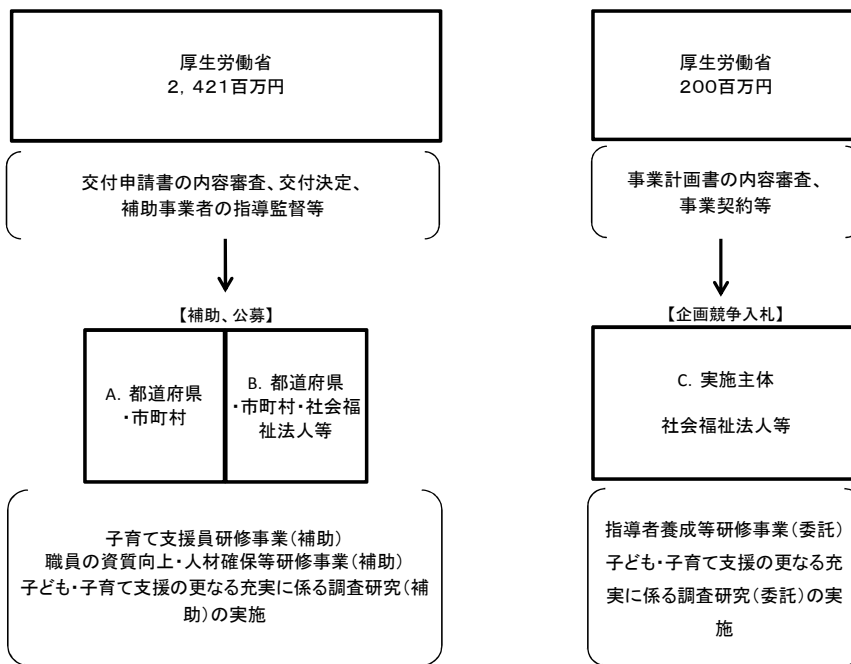 厚生労働省
２，４２１百万円
交付申請書の内容審査、交付決定、
補助事業者の指導監督等
【補助、公募】
A. 都道府県
・市町村
B. 都道府県
・市町村・社会福
祉法人等
子育て支援員研修事業(補助)
職員の資質向上・人材確保等研修事業(補助)
子ども・子育て支援の更なる充実に係る調査研究(補
助)の実施
厚生労働省
200百万円
事業計画書の内容審査、
事業契約等
【企画競争入札】
C. 実施主体
社会福祉法人等
指導者養成等研修事業(委託)
子ども・子育て支援の更なる充
実に係る調査研究(委託)の実
施